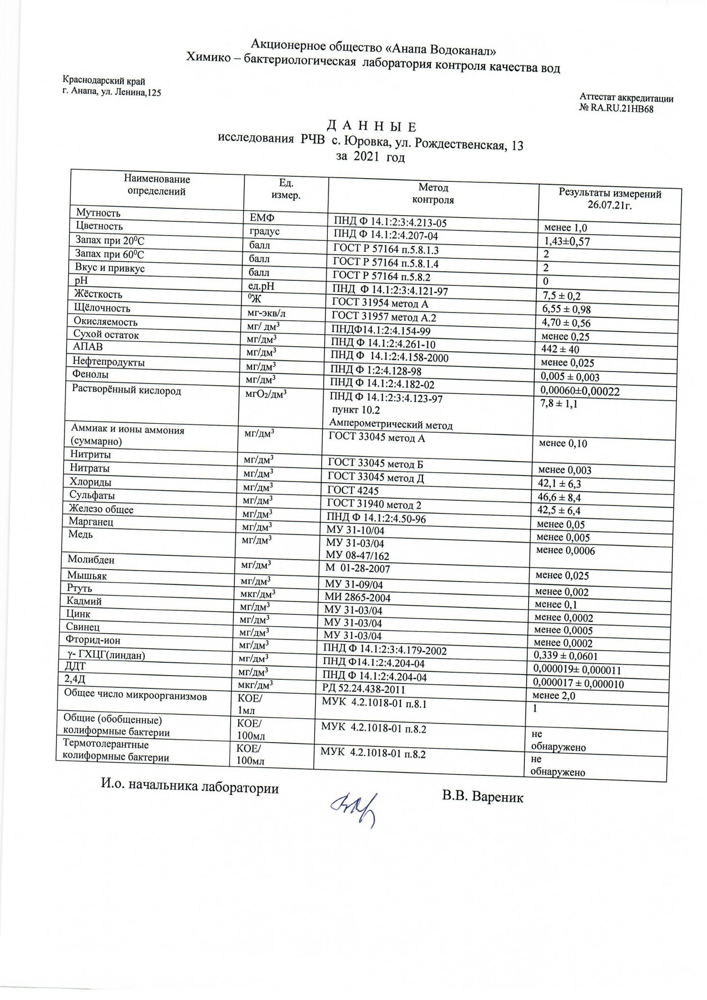 Акционерное общество «Анапа Водоканал»
Химико – бактериологическая лаборатория контроля качества вод
Краснодарский край
г. Анапа, ул. Ленина,125
Аттестат аккредитации
№ RA.RU.21НВ68
Д А Н Н Ы Е
исследования РЧВ с. Юровка, ул. Рождественская, 13
за 2021 год
Наименование определений | Ед. измер. | Метод контроля | Результаты измерений 26.07.21г.
Мутность | ЕМФ | ПНД Ф 14.1:2:3:4.213-05 | менее 1,0
Цветность | градус | ПНД Ф 14.1:2:4.207-04 | 1,43±0,57
Запах при 20⁰С | балл | ГОСТ Р 57164 п.5.8.1.3 | 2
Запах при 60⁰С | балл | ГОСТ Р 57164 п.5.8.1.4 | 2
Вкус и привкус | балл | ГОСТ Р 57164 п.5.8.2 | 0
рН | ед.рН | ПНД Ф 14.1:2:3:4.121-97 | 7,5 ± 0,2
Жёсткость | ⁰Ж | ГОСТ 31954 метод А | 6,55 ± 0,98
Щёлочность | мг-экв/л | ГОСТ 31957 метод А.2 | 4,70 ± 0,56
Окисляемость | мг/ дм³ | ПНДФ14.1:2:4.154-99 | менее 0,25
Сухой остаток | мг/дм³ | ПНД Ф 14.1:2:4.261-10 | 442 ± 40
АПАВ | мг/дм³ | ПНД Ф 14.1:2:4.158-2000 | менее 0,025
Нефтепродукты | мг/дм³ | ПНД Ф 1:2:4.128-98 | 0,005 ± 0,003
Фенолы | мг/дм³ | ПНД Ф 14.1:2:4.182-02 | 0,00060±0,00022
Растворённый кислород | мгО₂/дм³ | ПНД Ф 14.1:2:3:4.123-97 | 7,8 ± 1,1
пункт 10.2
Амперометрический метод
Аммиак и ионы аммония | мг/дм³ | ГОСТ 33045 метод А | менее 0,10
(суммарно)
Нитриты | мг/дм³ | ГОСТ 33045 метод Б | менее 0,003
Нитраты | мг/дм³ | ГОСТ 33045 метод Д | 42,1 ± 6,3
Хлориды | мг/дм³ | ГОСТ 4245 | 46,6 ± 8,4
Сульфаты | мг/дм³ | ГОСТ 31940 метод 2 | 42,5 ± 6,4
Железо общее | мг/дм³ | ПНД Ф 14.1:2:4.50-96 | менее 0,05
Марганец | мг/дм³ | МУ 31-10/04 | менее 0,005
Медь | мг/дм³ | МУ 31-03/04 | менее 0,0006
МУ 08-47/162
Молибден | мг/дм³ | М 01-28-2007 | менее 0,025
Мышьяк | мг/дм³ | МУ 31-09/04 | менее 0,002
Ртуть | мкг/дм³ | МИ 2865-2004 | менее 0,1
Кадмий | мг/дм³ | МУ 31-03/04 | менее 0,0002
Цинк | мг/дм³ | МУ 31-03/04 | менее 0,0005
Свинец | мг/дм³ | МУ 31-03/04 | менее 0,0002
Фторид-ион | мг/дм³ | ПНД Ф 14.1:2:3:4.179-2002 | 0,339 ± 0,0601
γ- ГХЦГ(линдан) | мг/дм³ | ПНД Ф14.1:2:4.204-04 | 0,000019± 0,000011
ДДТ | мг/дм³ | ПНД Ф 14.1:2:4.204-04 | 0,000017 ± 0,000010
2,4Д | мкг/дм³ | РД 52.24.438-2011 | менее 2,0
Общее число микроорганизмов | КОЕ/ | МУК 4.2.1018-01 п.8.1 | 1
1мл
Общие (обобщенные) | КОЕ/ | МУК 4.2.1018-01 п.8.2 | не
колиформные бактерии | 100мл | обнаружено
Термотолерантные | КОЕ/ | МУК 4.2.1018-01 п.8.2 | не
колиформные бактерии | 100мл | обнаружено
И.о. начальника лаборатории | В.В. Вареник